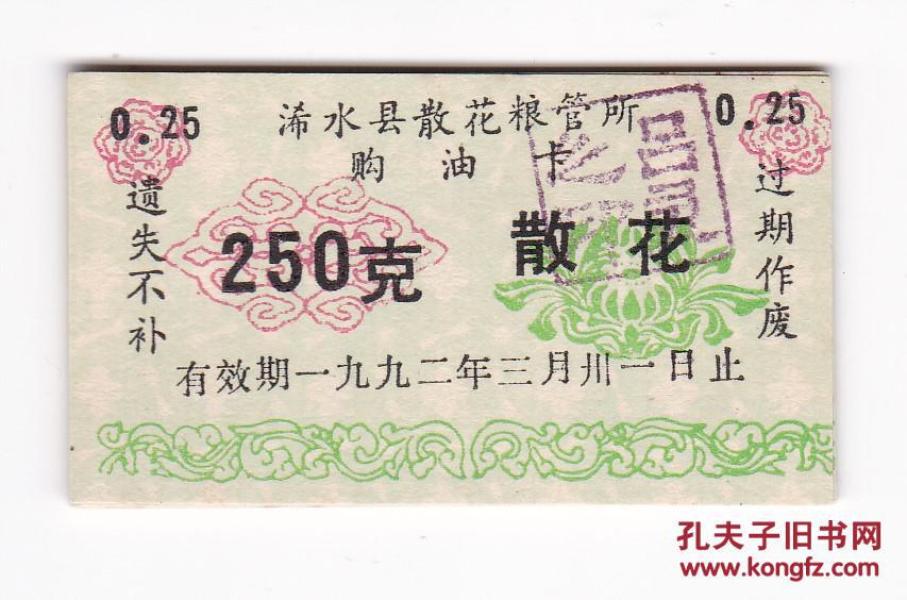 0.25
浠水县散花粮管所
0.25
购油卡
遗失不补
250克
散花
过期作废
有效期一九九二年三月卅一日止
孔夫子旧书网
www.kongfz.com